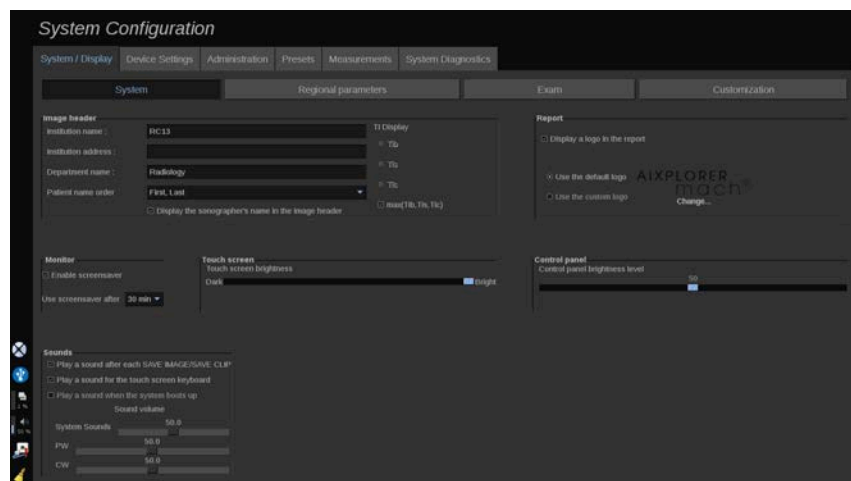 System Configuration
System / Display Device Settings Administration Presets Measurements System Diagnostics
System Regional parameters Exam Customization
Image header
Institution name : RC13
Institution address :
Department name : Radiology
Patient name order First, Last
Display the sonographer's name in the image header
TI Display
TIb
TIs
TIc
max(TIb, TIs, TIc)
Report
Display a logo in the report
Use the default logo
AIXPLORER
mach
Use the custom logo
Change...
Monitor
Enable screensaver
Use screensaver after 30 min
Touch screen
Touch screen brightness
Dark Bright
Control panel
Control panel brightness level
50
Sounds
Play a sound after each SAVE IMAGE/SAVE CLIP
Play a sound for the touch screen keyboard
Play a sound when the system boots up
Sound volume
System Sounds 50.0
PW 50.0
CW 50.0